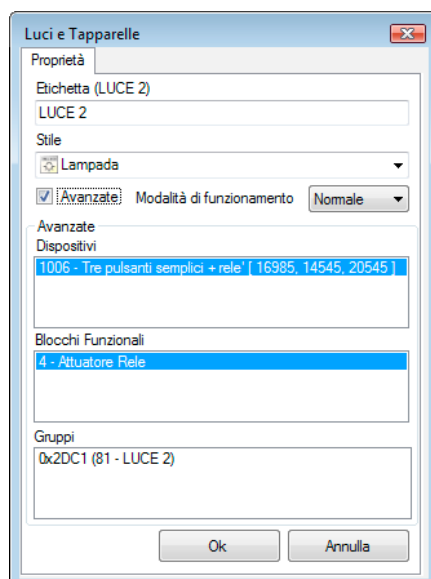 Luci e Tapparelle
Proprietà
Etichetta (LUCE 2)
LUCE 2
Stile
Lampada
Avanzate Modalità di funzionamento Normale
Avanzate
Dispositivi
1006 - Tre pulsanti semplici + rele' [ 16985, 14545, 20545 ]
Blocchi Funzionali
4 - Attuatore Rele
Gruppi
0x2DC1 (81 - LUCE 2)
Ok Annulla